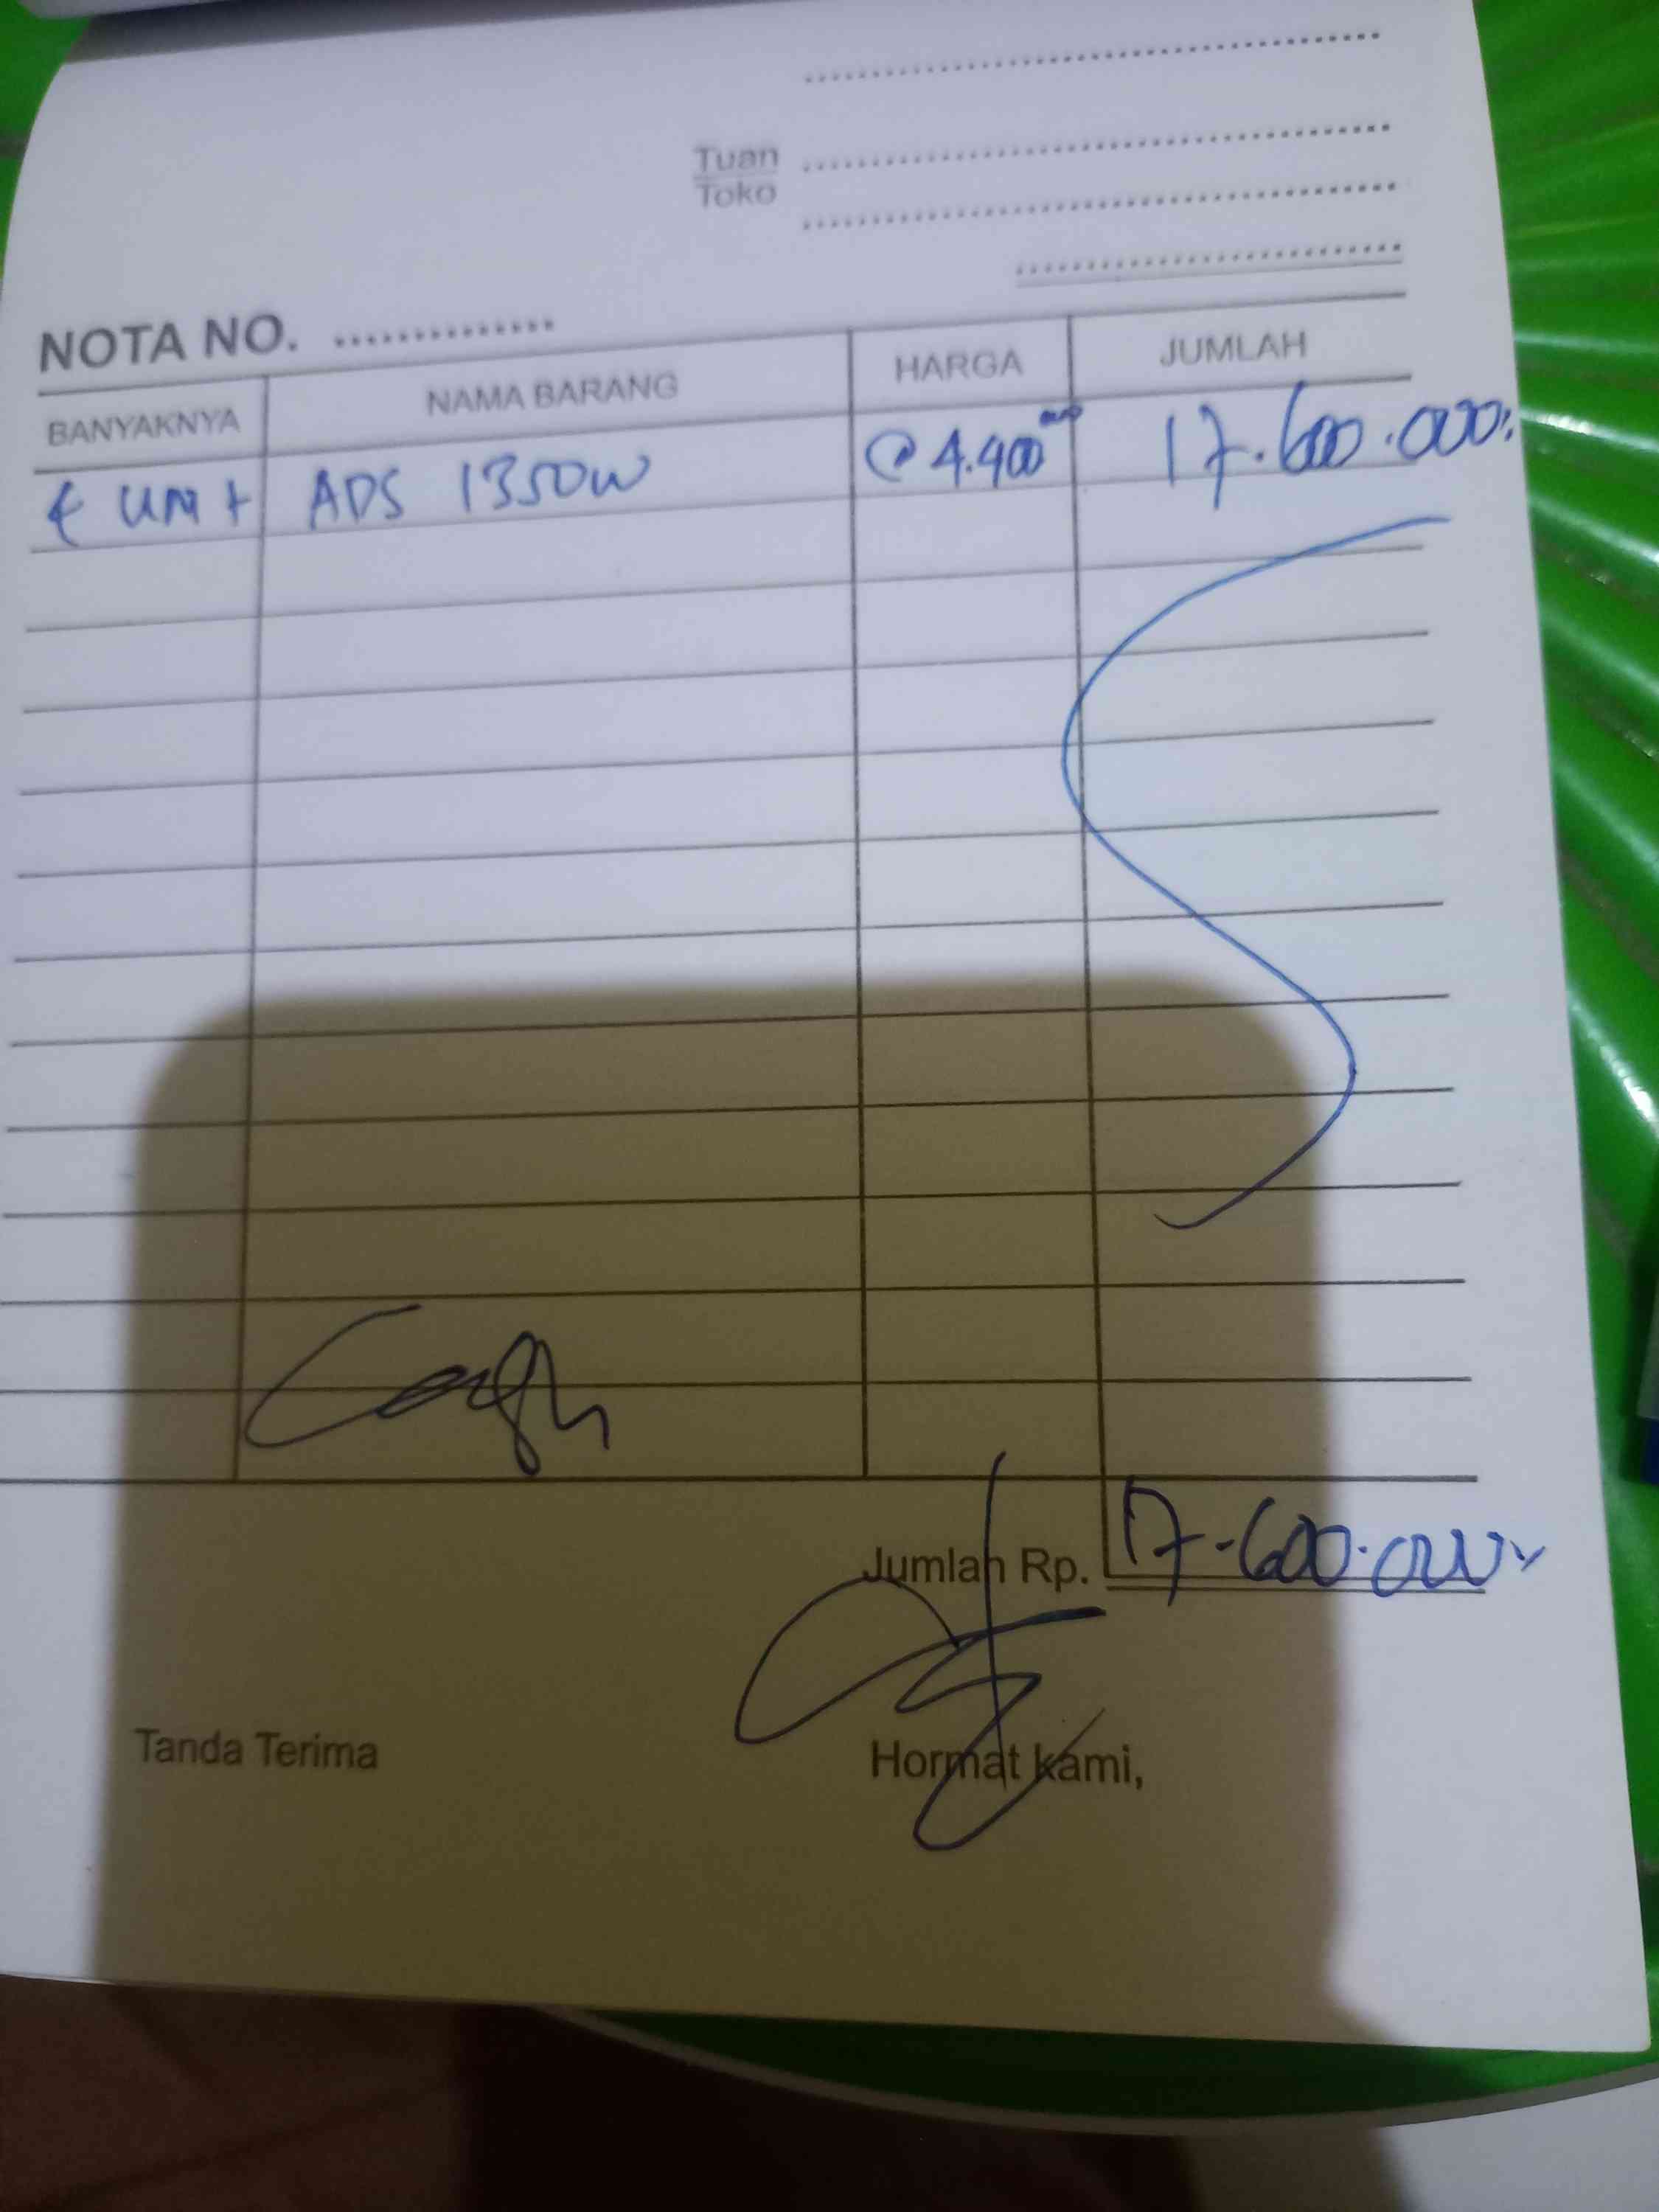 Tuan
Toko
NOTA NO. ...............
BANYAKNYA NAMA BARANG HARGA JUMLAH
4 unit ADS 1350W @ 4.400.000 17.600.000,-
Cash
Jumlah Rp. 17.600.000,-
Tanda Terima Hormat kami,